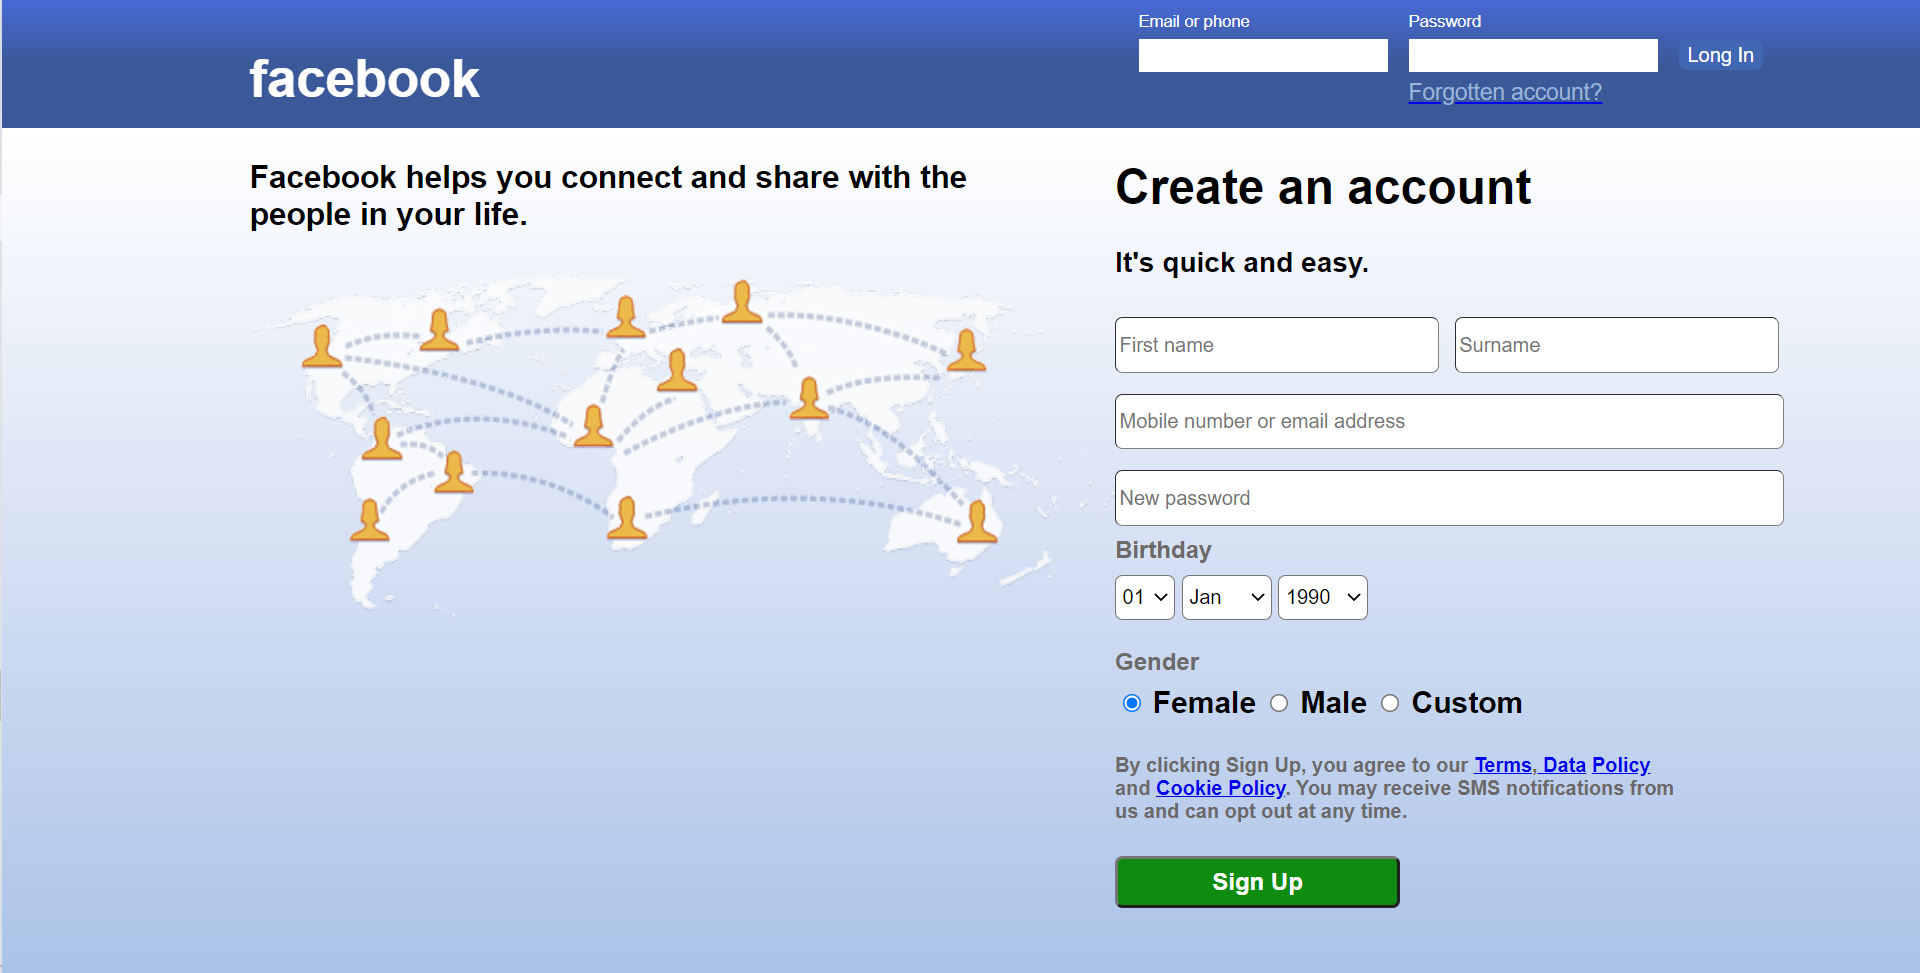 Email or phone
Password
facebook
Long In
Forgotten account?
Facebook helps you connect and share with the
people in your life.
Create an account
It's quick and easy.
First name
Surname
Mobile number or email address
New password
Birthday
01
Jan
1990
Gender
Female
Male
Custom
By clicking Sign Up, you agree to our Terms, Data Policy
and Cookie Policy. You may receive SMS notifications from
us and can opt out at any time.
Sign Up